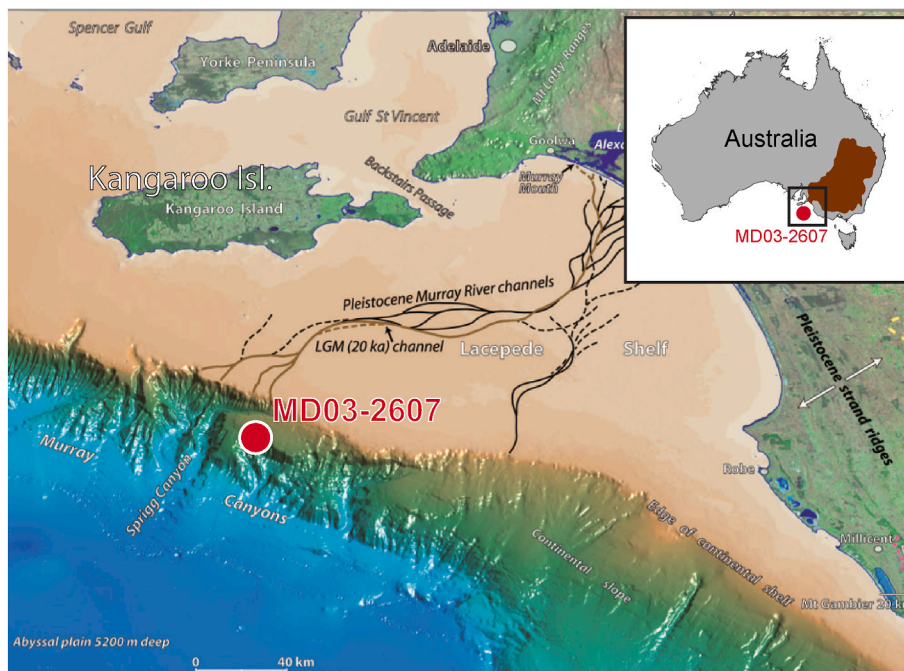 Spencer Gulf
Yorke Peninsula
Adelaide
Mt Lofty Ranges
Gulf St Vincent
Goolwa
Alexa
L
Kangaroo Isl.
Kangaroo Island
Backstairs Passage
Murray
Mouth
Australia
MD03-2607
Pleistocene Murray River channels
LGM (20 ka) channel
Lacepede Shelf
Pleistocene strand ridges
MD03-2607
Murray
Sprigg Canyon
Canyons
Robe
Edge of continental shelf
Continental slope
Millicent
Mt Gambier 20 km
Abyssal plain 5200 m deep
0 40 km